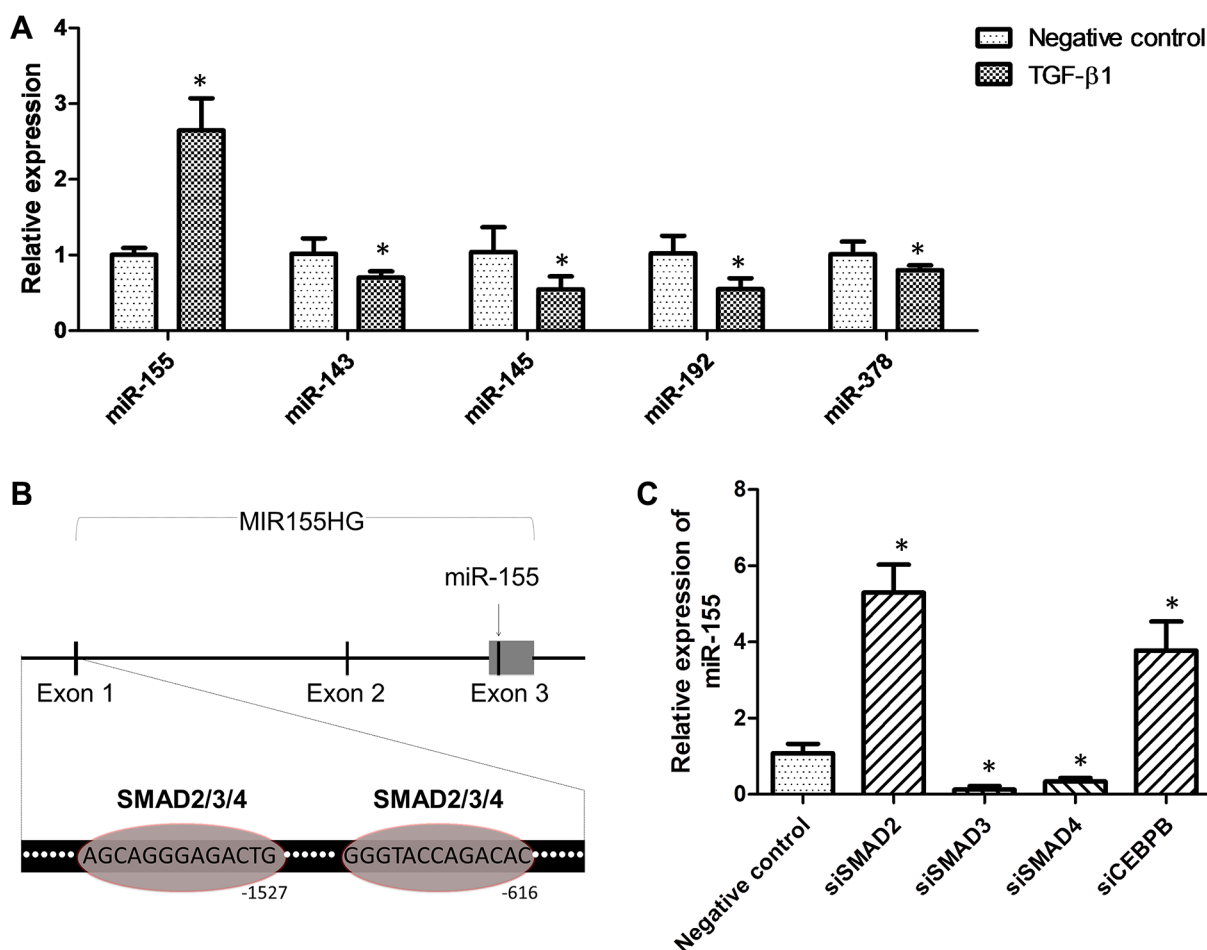 A
4
3
2
1
0
Relative expression
*
*
*
*
*
miR-155
miR-143
miR-145
miR-192
miR-378
Negative control
TGF-β1
B
MIR155HG
miR-155
Exon 1
Exon 2
Exon 3
SMAD2/3/4
SMAD2/3/4
AGCAGGGAGACTG
GGGTACCAGACAC
-1527
-616
C
Relative expression of
miR-155
8
6
4
2
0
*
*
*
*
Negative control
siSMAD2
siSMAD3
siSMAD4
siCEBPB